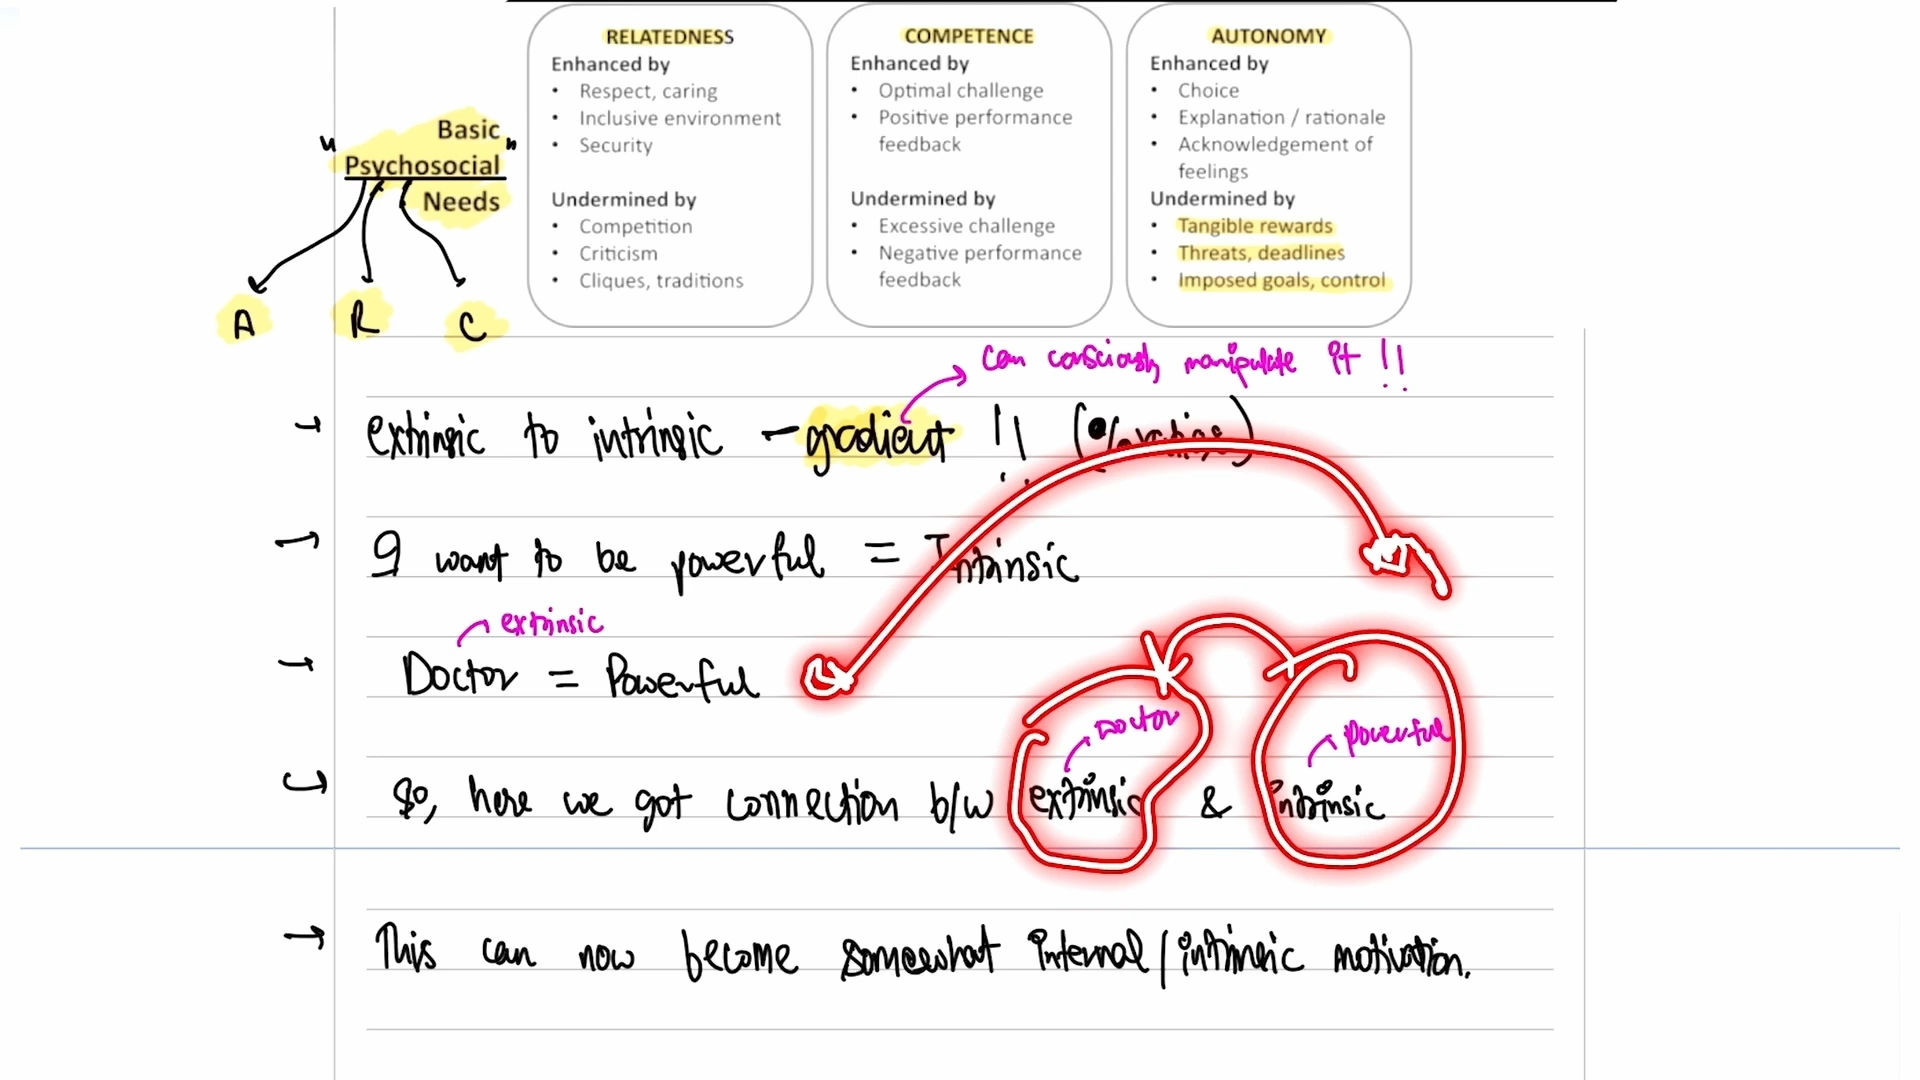 RELATEDNESS
Enhanced by
• Respect, caring
• Inclusive environment
• Security
Undermined by
• Competition
• Criticism
• Cliques, traditions
COMPETENCE
Enhanced by
• Optimal challenge
• Positive performance
feedback
Undermined by
• Excessive challenge
• Negative performance
feedback
AUTONOMY
Enhanced by
• Choice
• Explanation / rationale
• Acknowledgement of
feelings
Undermined by
• Tangible rewards
• Threats, deadlines
• Imposed goals, control
"Basic
Psychosocial"
Needs
A R C
can consciously manipulate it !!
→ extrinsic to intrinsic – gradient !!
→ I want to be powerful = Intrinsic
extrinsic
→ Doctor = Powerful
Doctor
powerful
↪ So, here we got connection b/w extrinsic & intrinsic
→ This can now become somewhat internal/intrinsic motivation.